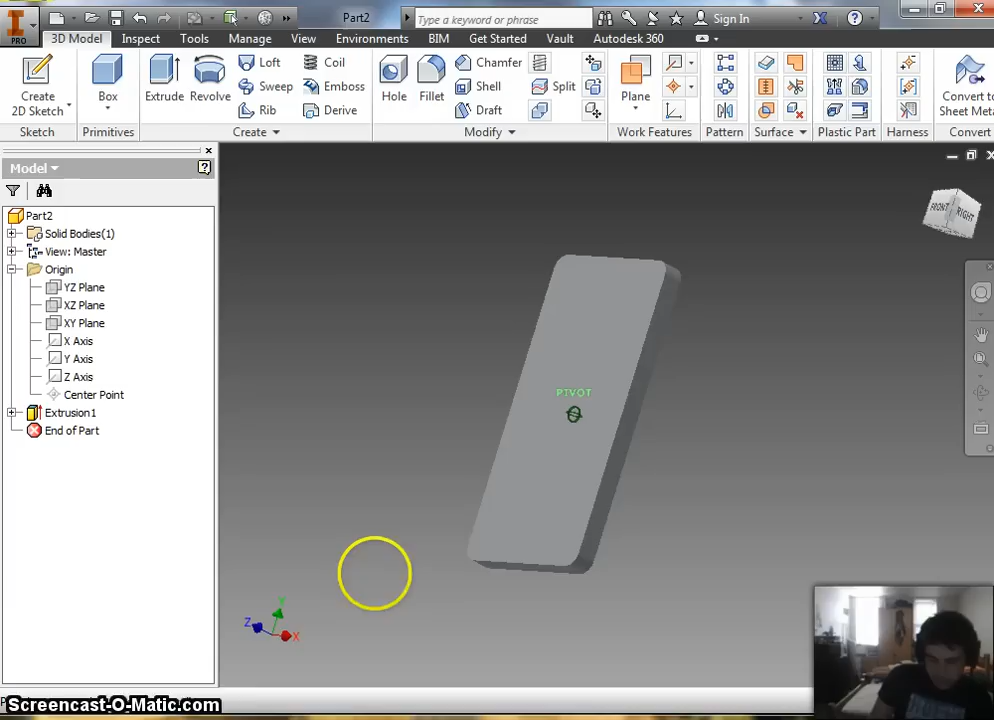 Part2
Type a keyword or phrase
Sign In
PRO
3D Model
Inspect
Tools
Manage
View
Environments
BIM
Get Started
Vault
Autodesk 360
Create
2D Sketch
Sketch
Box
Primitives
Extrude
Revolve
Loft
Sweep
Rib
Coil
Emboss
Derive
Create
Hole
Fillet
Chamfer
Shell
Draft
Split
Modify
Plane
Work Features
Pattern
Surface
Plastic Part
Harness
Convert to
Sheet Meta
Convert
Model
Part2
Solid Bodies(1)
View: Master
Origin
YZ Plane
XZ Plane
XY Plane
X Axis
Y Axis
Z Axis
Center Point
Extrusion1
End of Part
FRONT
RIGHT
PIVOT
Y
Z
X
Screencast-O-Matic.com